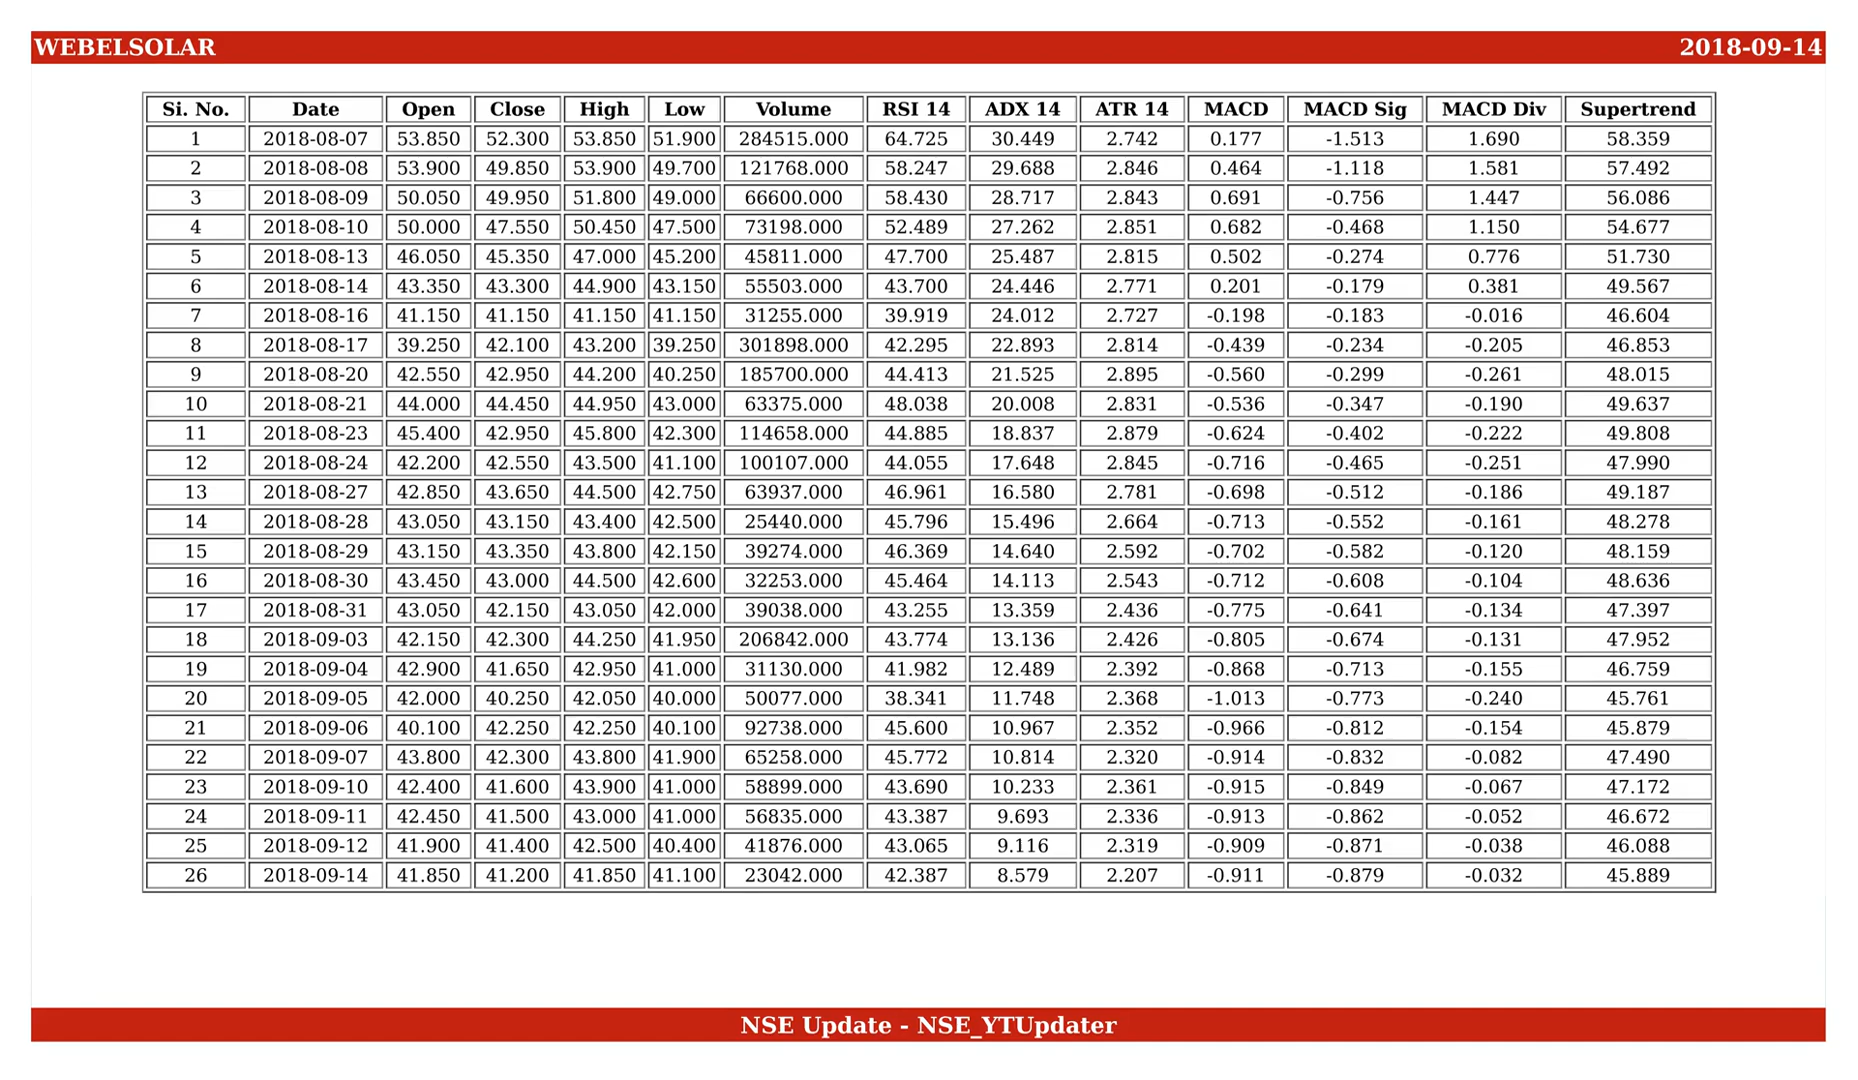 WEBELSOLAR 2018-09-14
Si. No. Date Open Close High Low Volume RSI 14 ADX 14 ATR 14 MACD MACD Sig MACD Div Supertrend
1 2018-08-07 53.850 52.300 53.850 51.900 284515.000 64.725 30.449 2.742 0.177 -1.513 1.690 58.359
2 2018-08-08 53.900 49.850 53.900 49.700 121768.000 58.247 29.688 2.846 0.464 -1.118 1.581 57.492
3 2018-08-09 50.050 49.950 51.800 49.000 66600.000 58.430 28.717 2.843 0.691 -0.756 1.447 56.086
4 2018-08-10 50.000 47.550 50.450 47.500 73198.000 52.489 27.262 2.851 0.682 -0.468 1.150 54.677
5 2018-08-13 46.050 45.350 47.000 45.200 45811.000 47.700 25.487 2.815 0.502 -0.274 0.776 51.730
6 2018-08-14 43.350 43.300 44.900 43.150 55503.000 43.700 24.446 2.771 0.201 -0.179 0.381 49.567
7 2018-08-16 41.150 41.150 41.150 41.150 31255.000 39.919 24.012 2.727 -0.198 -0.183 -0.016 46.604
8 2018-08-17 39.250 42.100 43.200 39.250 301898.000 42.295 22.893 2.814 -0.439 -0.234 -0.205 46.853
9 2018-08-20 42.550 42.950 44.200 40.250 185700.000 44.413 21.525 2.895 -0.560 -0.299 -0.261 48.015
10 2018-08-21 44.000 44.450 44.950 43.000 63375.000 48.038 20.008 2.831 -0.536 -0.347 -0.190 49.637
11 2018-08-23 45.400 42.950 45.800 42.300 114658.000 44.885 18.837 2.879 -0.624 -0.402 -0.222 49.808
12 2018-08-24 42.200 42.550 43.500 41.100 100107.000 44.055 17.648 2.845 -0.716 -0.465 -0.251 47.990
13 2018-08-27 42.850 43.650 44.500 42.750 63937.000 46.961 16.580 2.781 -0.698 -0.512 -0.186 49.187
14 2018-08-28 43.050 43.150 43.400 42.500 25440.000 45.796 15.496 2.664 -0.713 -0.552 -0.161 48.278
15 2018-08-29 43.150 43.350 43.800 42.150 39274.000 46.369 14.640 2.592 -0.702 -0.582 -0.120 48.159
16 2018-08-30 43.450 43.000 44.500 42.600 32253.000 45.464 14.113 2.543 -0.712 -0.608 -0.104 48.636
17 2018-08-31 43.050 42.150 43.050 42.000 39038.000 43.255 13.359 2.436 -0.775 -0.641 -0.134 47.397
18 2018-09-03 42.150 42.300 44.250 41.950 206842.000 43.774 13.136 2.426 -0.805 -0.674 -0.131 47.952
19 2018-09-04 42.900 41.650 42.950 41.000 31130.000 41.982 12.489 2.392 -0.868 -0.713 -0.155 46.759
20 2018-09-05 42.000 40.250 42.050 40.000 50077.000 38.341 11.748 2.368 -1.013 -0.773 -0.240 45.761
21 2018-09-06 40.100 42.250 42.250 40.100 92738.000 45.600 10.967 2.352 -0.966 -0.812 -0.154 45.879
22 2018-09-07 43.800 42.300 43.800 41.900 65258.000 45.772 10.814 2.320 -0.914 -0.832 -0.082 47.490
23 2018-09-10 42.400 41.600 43.900 41.000 58899.000 43.690 10.233 2.361 -0.915 -0.849 -0.067 47.172
24 2018-09-11 42.450 41.500 43.000 41.000 56835.000 43.387 9.693 2.336 -0.913 -0.862 -0.052 46.672
25 2018-09-12 41.900 41.400 42.500 40.400 41876.000 43.065 9.116 2.319 -0.909 -0.871 -0.038 46.088
26 2018-09-14 41.850 41.200 41.850 41.100 23042.000 42.387 8.579 2.207 -0.911 -0.879 -0.032 45.889
NSE Update - NSE_YTUpdater